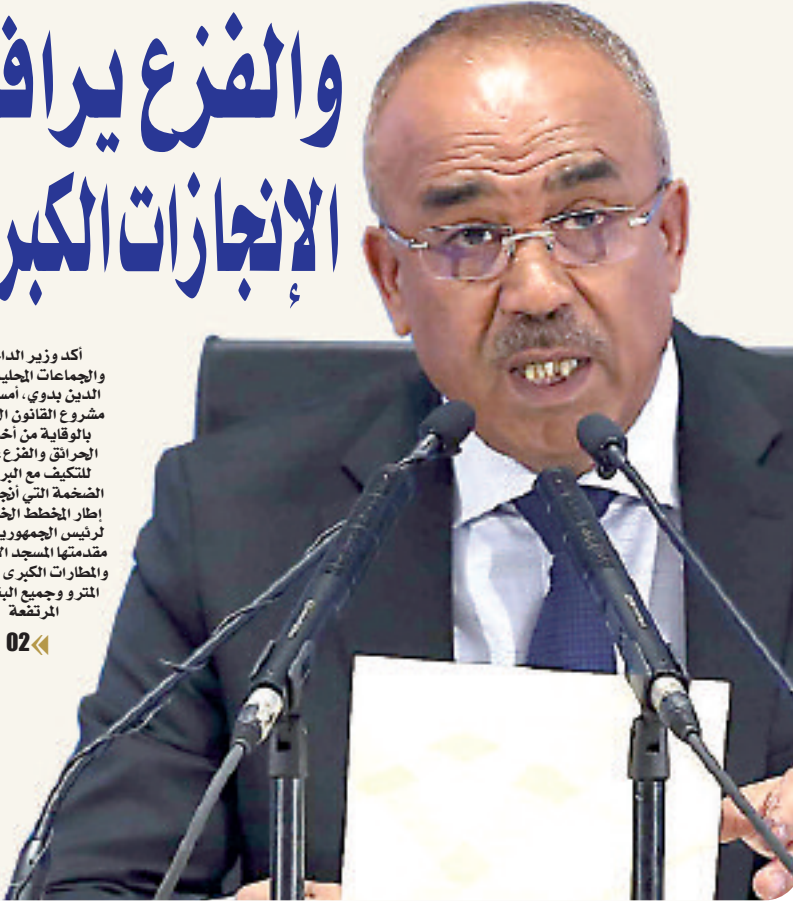 والفزع يراف
الإنجازات الكبر
أكد وزير الدا
والجماعات المحلي
الدين بدوي، أمس
مشروع القانون ال
بالوقاية من أخ
الحرائق والفزع
للتكيف مع البر
الضخمة التي أنج
إطار المخطط الخ
لرئيس الجمهوري
مقدمتها المسجد ال
والمطارات الكبرى
المترو وجميع الب
المرتفعة
02